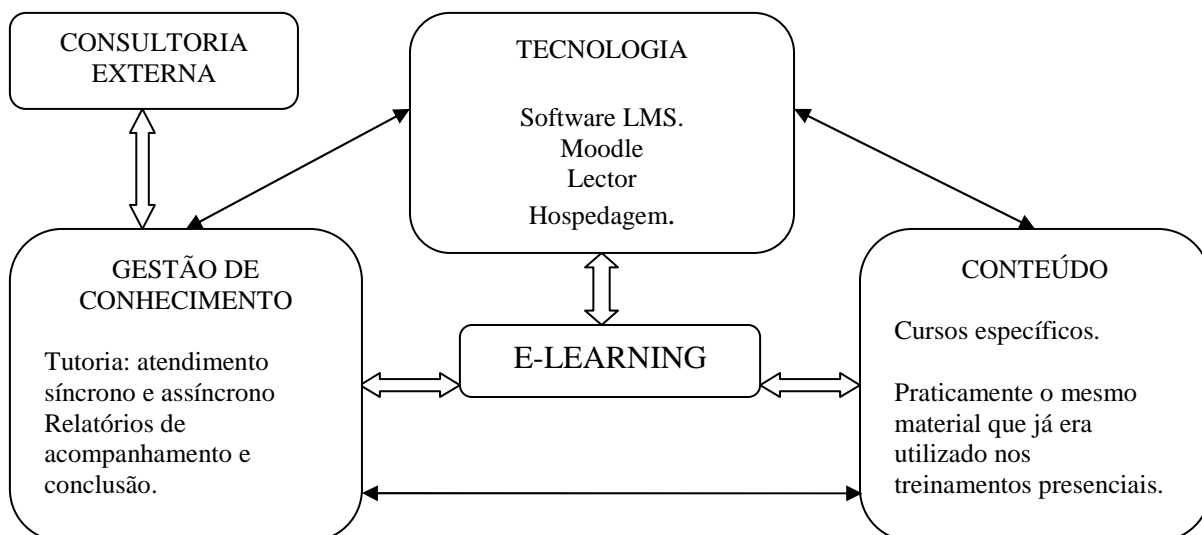 CONSULTORIA
EXTERNA
TECNOLOGIA
Software LMS.
Moodle
Lector
Hospedagem.
GESTÃO DE
CONHECIMENTO
Tutoria: atendimento
síncrono e assíncrono
Relatórios de
acompanhamento e
conclusão.
E-LEARNING
CONTEÚDO
Cursos específicos.
Praticamente o mesmo
material que já era
utilizado nos
treinamentos presenciais.